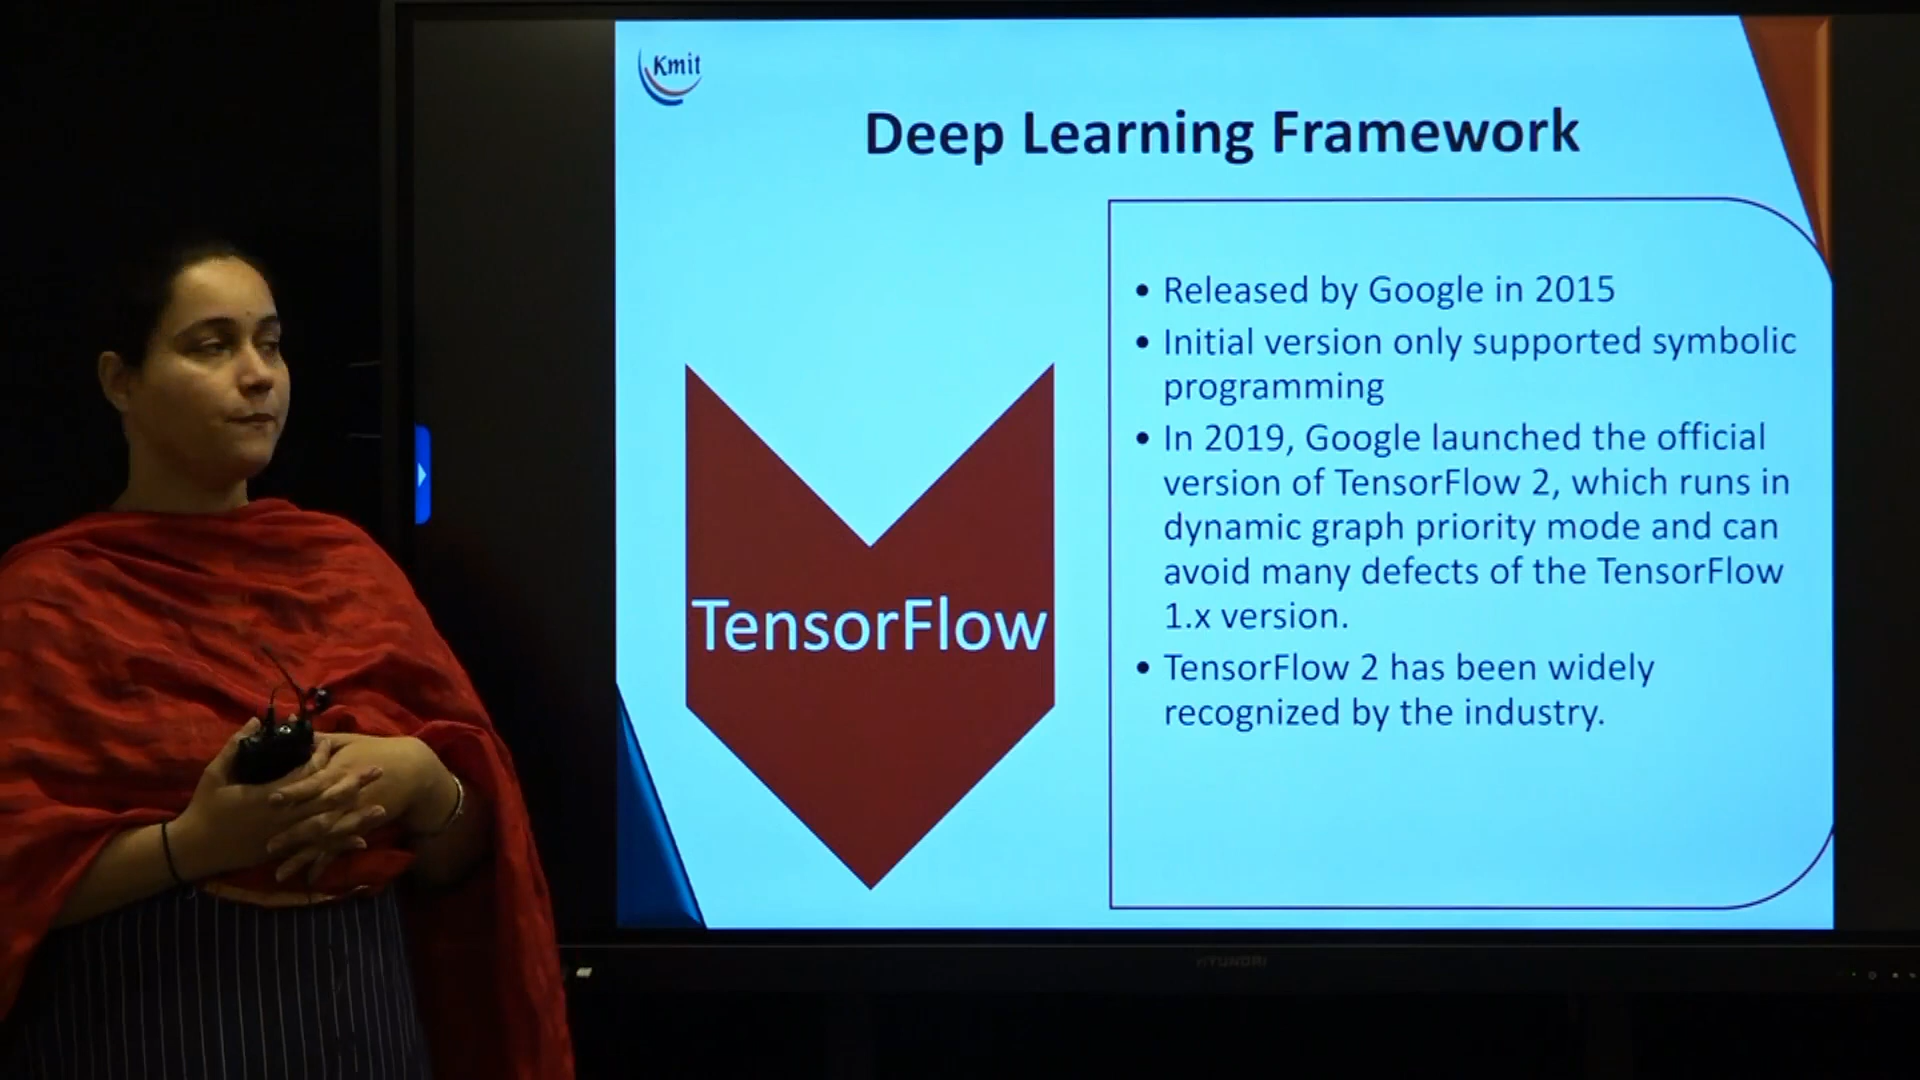 Kmit
Deep Learning Framework
• Released by Google in 2015
• Initial version only supported symbolic
programming
• In 2019, Google launched the official
version of TensorFlow 2, which runs in
dynamic graph priority mode and can
avoid many defects of the TensorFlow
1.x version.
• TensorFlow 2 has been widely
recognized by the industry.
TensorFlow
HYUNDAI